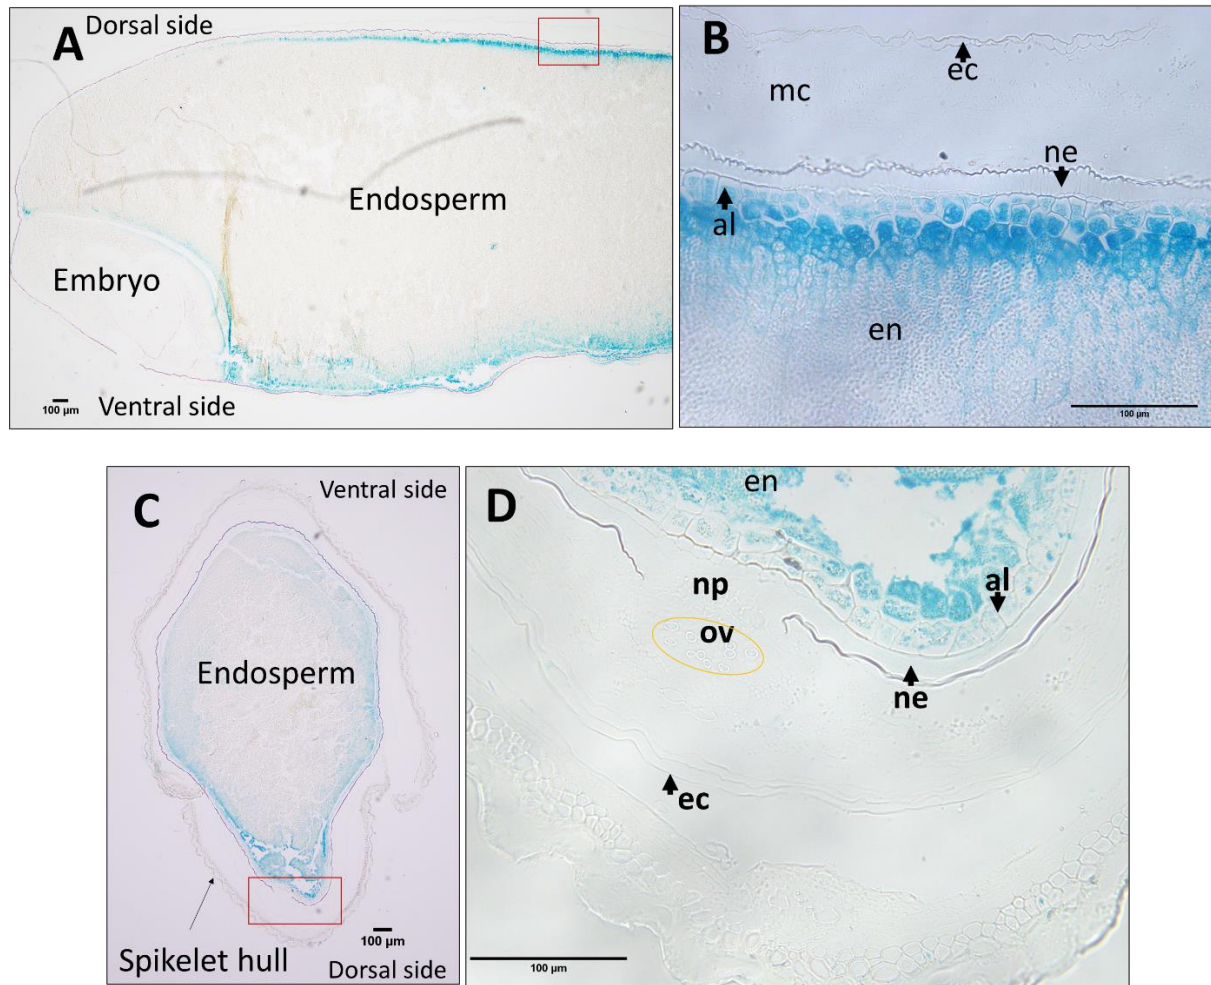 A
Dorsal side
Endosperm
Embryo
100 µm
Ventral side
B
ec
mc
ne
al
en
100 µm
C
Ventral side
Endosperm
100 µm
Spikelet hull
Dorsal side
D
en
np
al
ov
ne
ec
100 µm